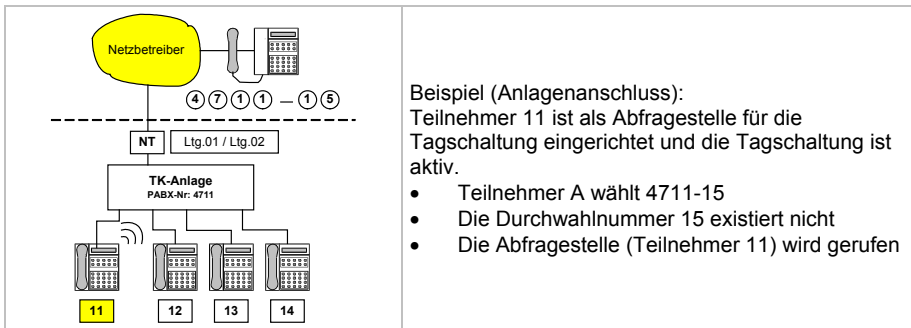 Netzbetreiber
4 7 1 1 – 1 5
NT Ltg.01 / Ltg.02
TK-Anlage
PABX-Nr: 4711
11 12 13 14
Beispiel (Anlagenanschluss):
Teilnehmer 11 ist als Abfragestelle für die
Tagschaltung eingerichtet und die Tagschaltung ist
aktiv.
• Teilnehmer A wählt 4711-15
• Die Durchwahlnummer 15 existiert nicht
• Die Abfragestelle (Teilnehmer 11) wird gerufen